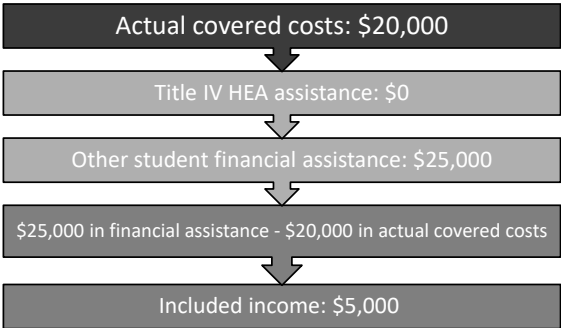 Actual covered costs: $20,000
Title IV HEA assistance: $0
Other student financial assistance: $25,000
$25,000 in financial assistance - $20,000 in actual covered costs
Included income: $5,000